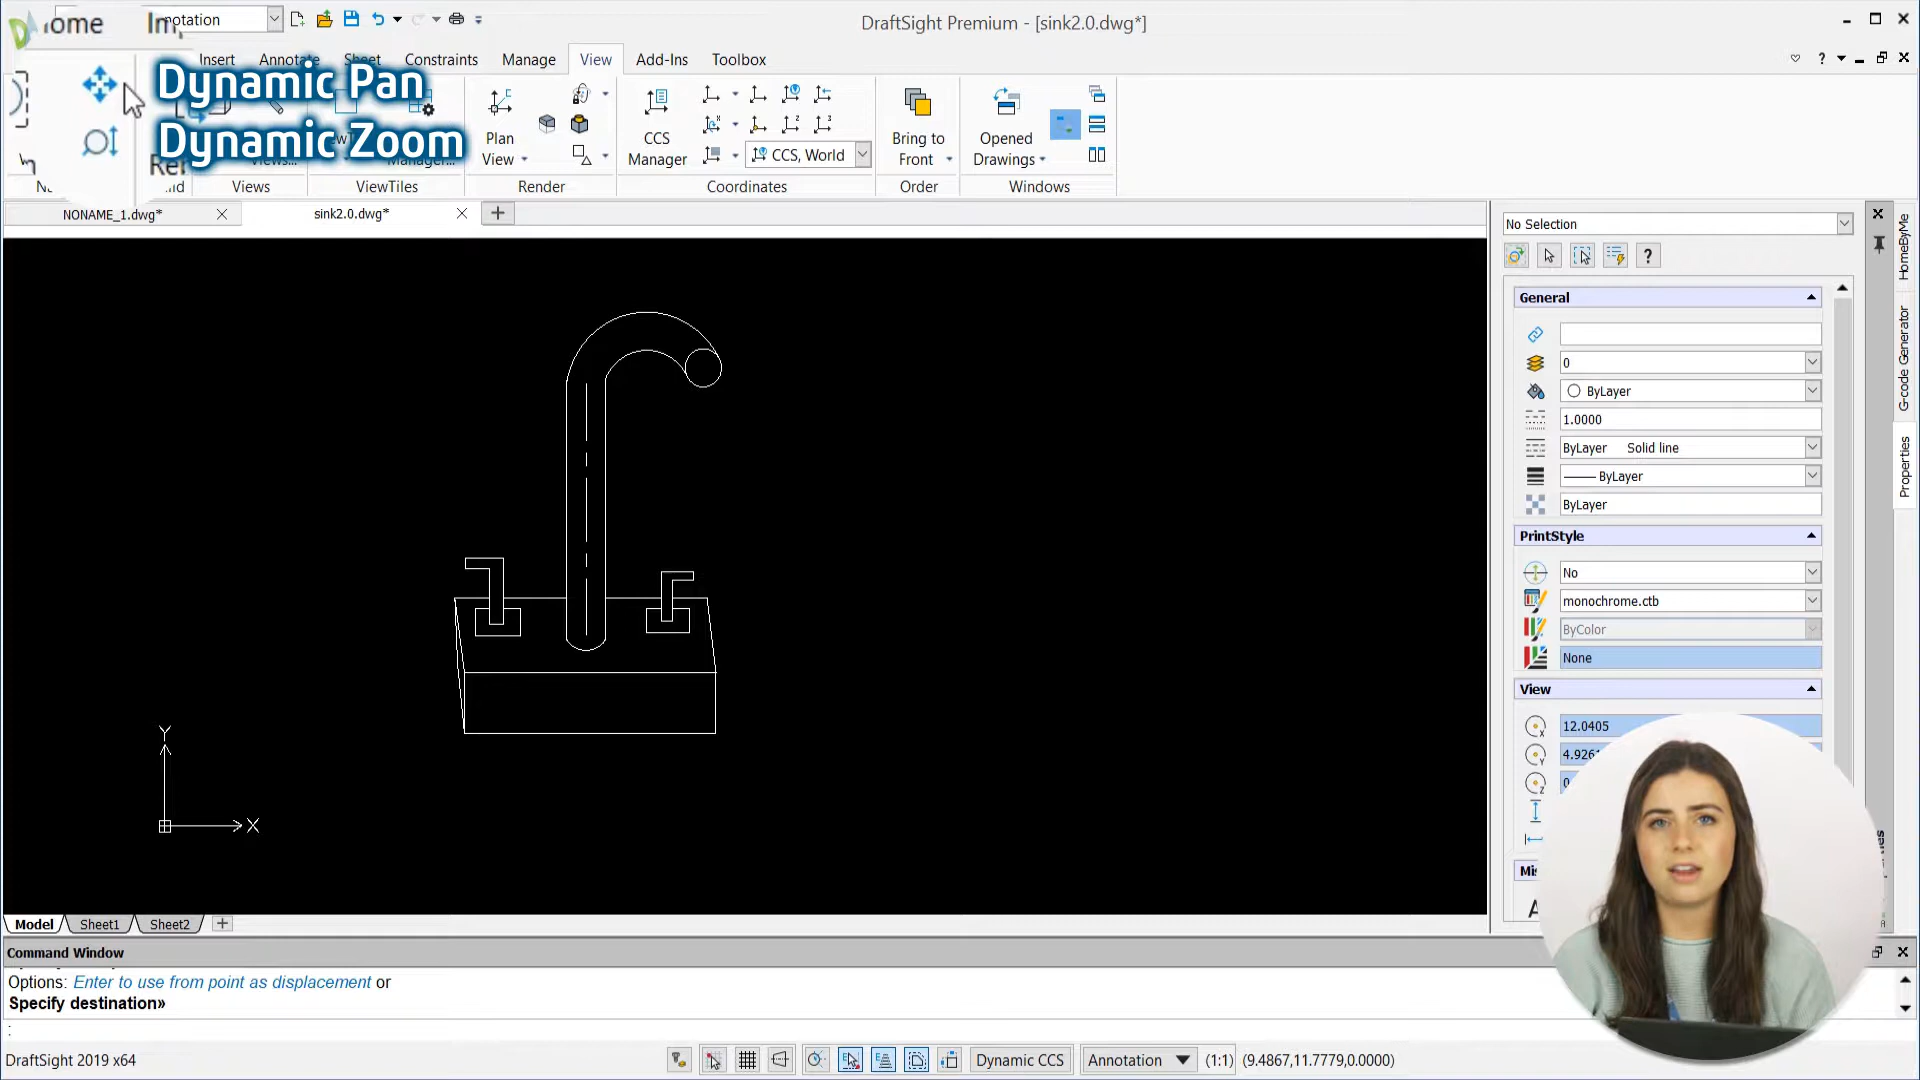 Home
notation
DraftSight Premium - [sink2.0.dwg*]
Insert Annotate Sheet Constraints Manage View Add-Ins Toolbox
Dynamic Pan
Dynamic Zoom
Plan
View
CCS
Manager
CCS, World
Bring to
Front
Opened
Drawings
Views
ViewTiles
Render
Coordinates
Order
Windows
NONAME_1.dwg*
sink2.0.dwg*
No Selection
General
0
ByLayer
1.0000
ByLayer Solid line
ByLayer
ByLayer
PrintStyle
No
monochrome.ctb
ByColor
None
View
12.0405
HomeByMe
G-code Generator
Properties
Y
X
Model Sheet1 Sheet2
Command Window
Options: Enter to use from point as displacement or
Specify destination»
:
DraftSight 2019 x64
Dynamic CCS
Annotation
(1:1)
(9.4867,11.7779,0.0000)